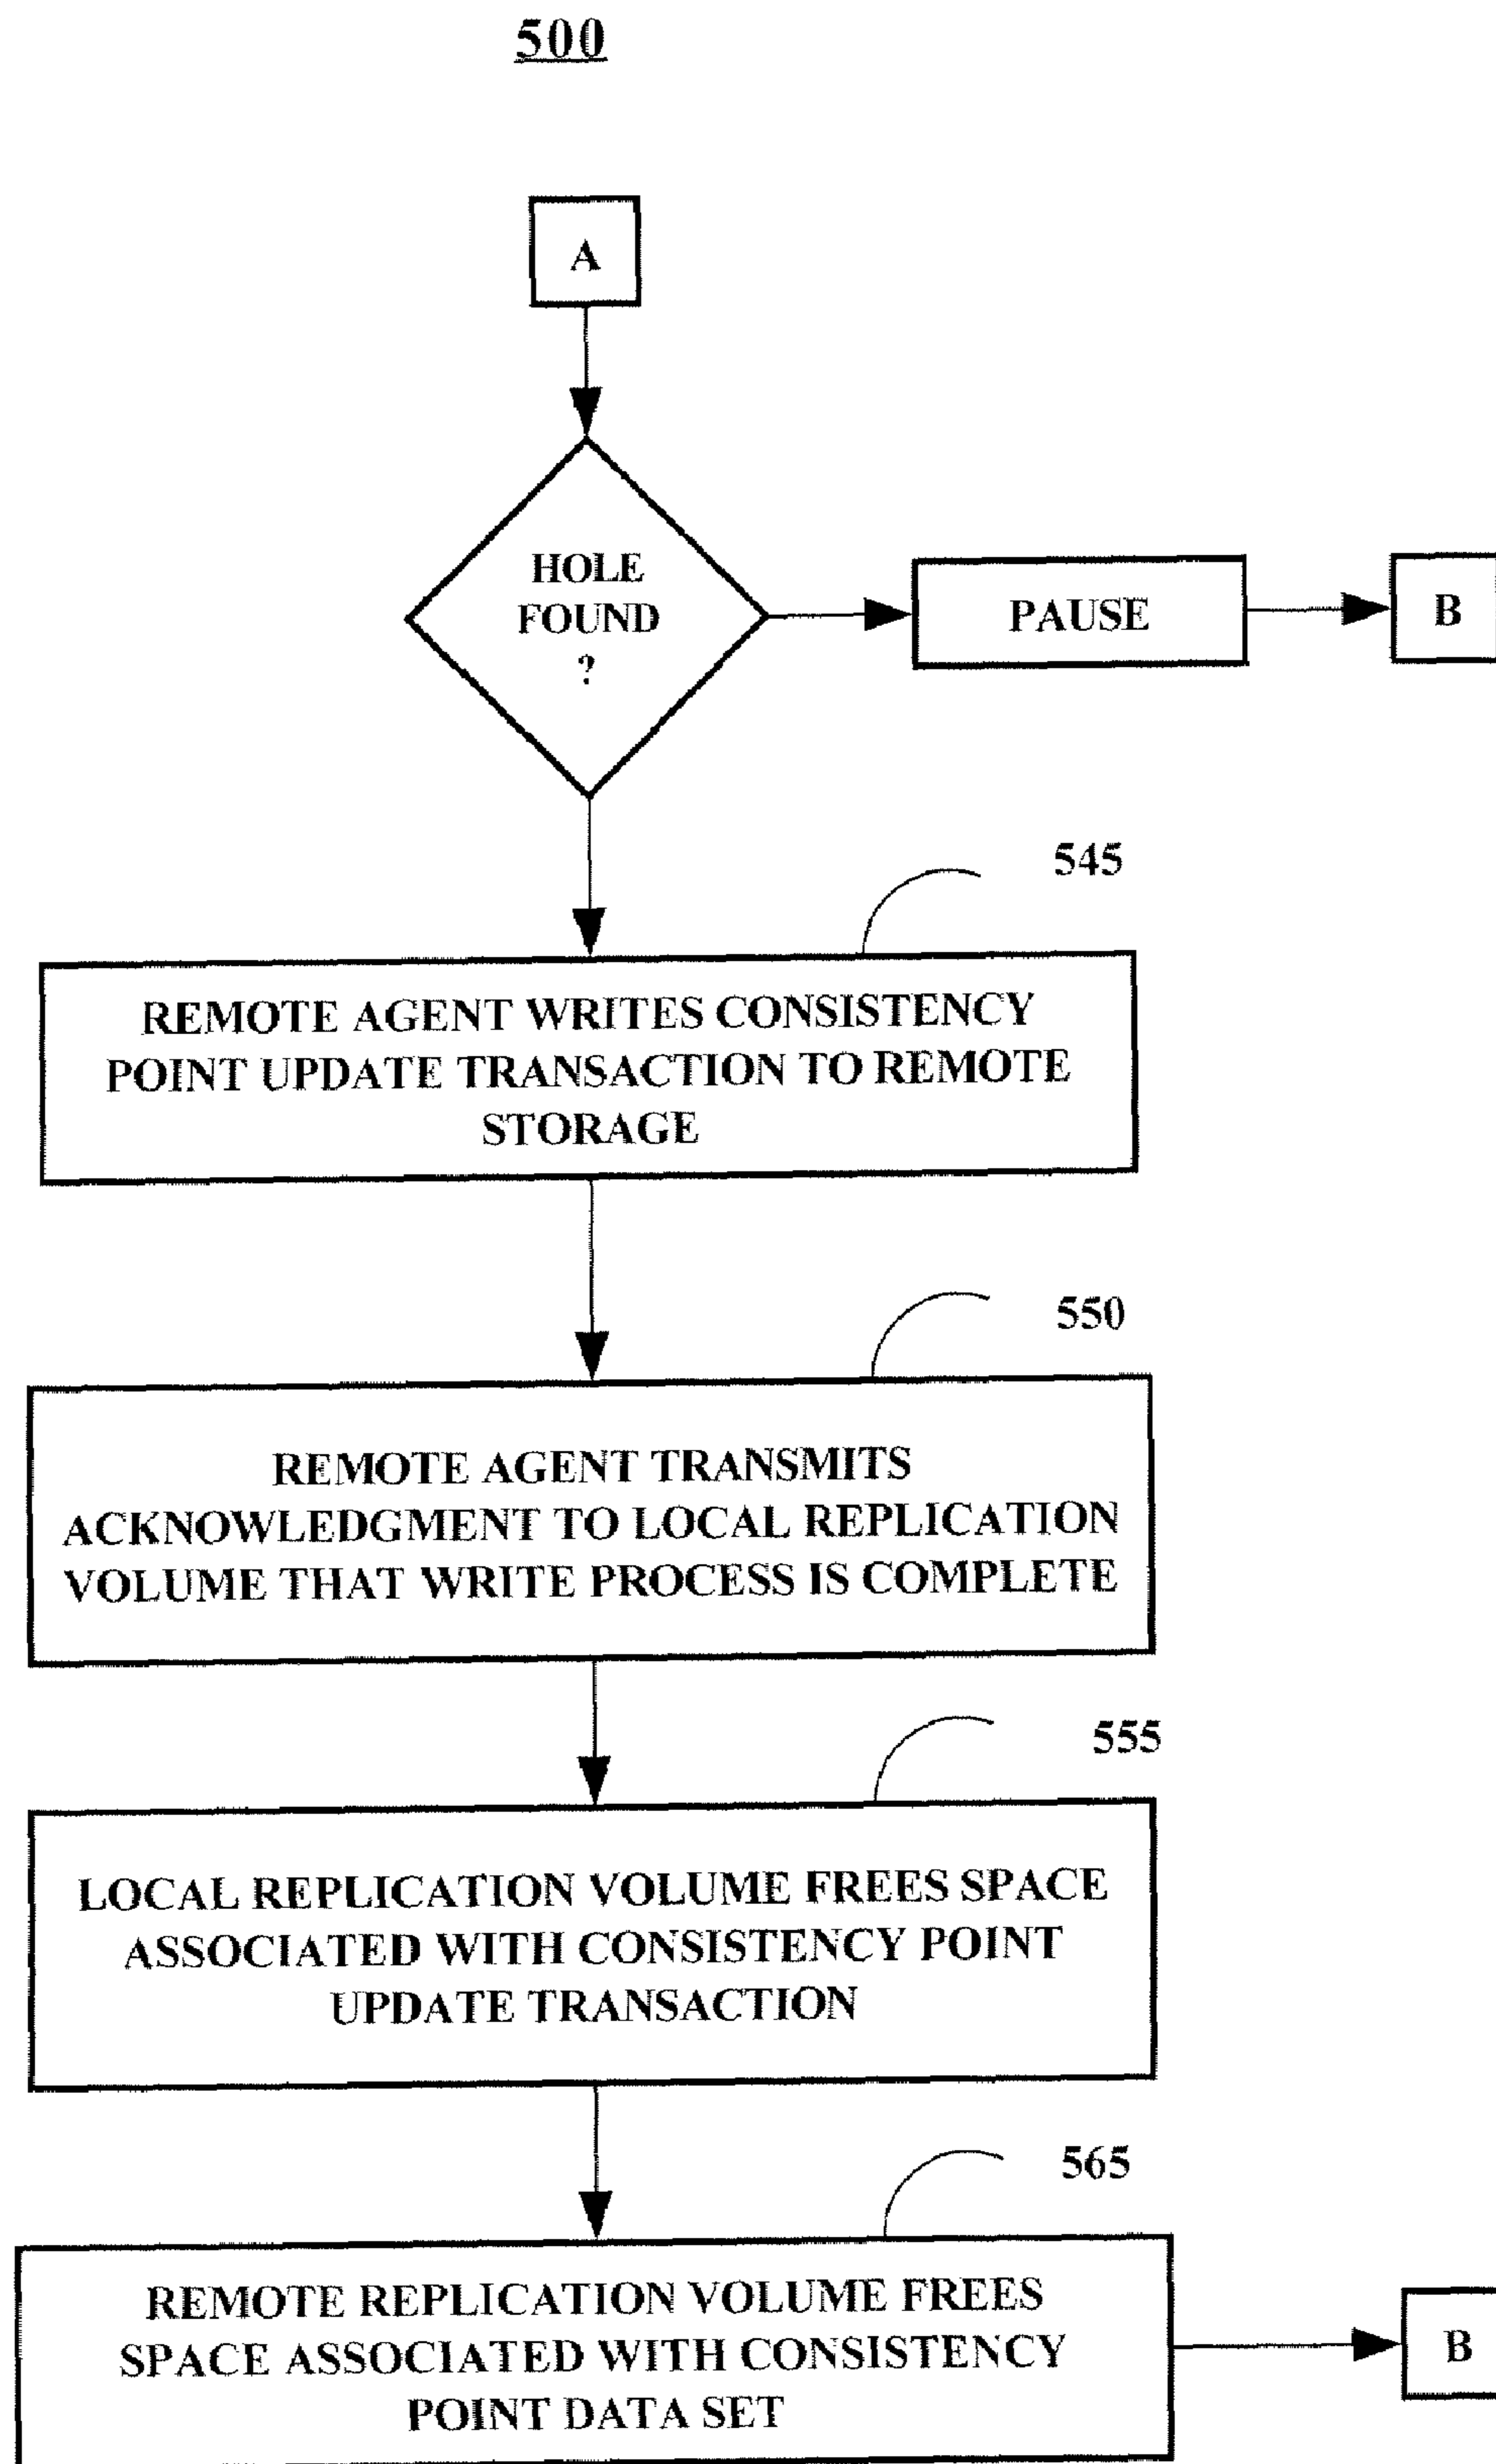 500
A
HOLE
FOUND
?
PAUSE
B
545
REMOTE AGENT WRITES CONSISTENCY
POINT UPDATE TRANSACTION TO REMOTE
STORAGE
550
REMOTE AGENT TRANSMITS
ACKNOWLEDGMENT TO LOCAL REPLICATION
VOLUME THAT WRITE PROCESS IS COMPLETE
555
LOCAL REPLICATION VOLUME FREES SPACE
ASSOCIATED WITH CONSISTENCY POINT
UPDATE TRANSACTION
565
REMOTE REPLICATION VOLUME FREES
SPACE ASSOCIATED WITH CONSISTENCY
POINT DATA SET
B